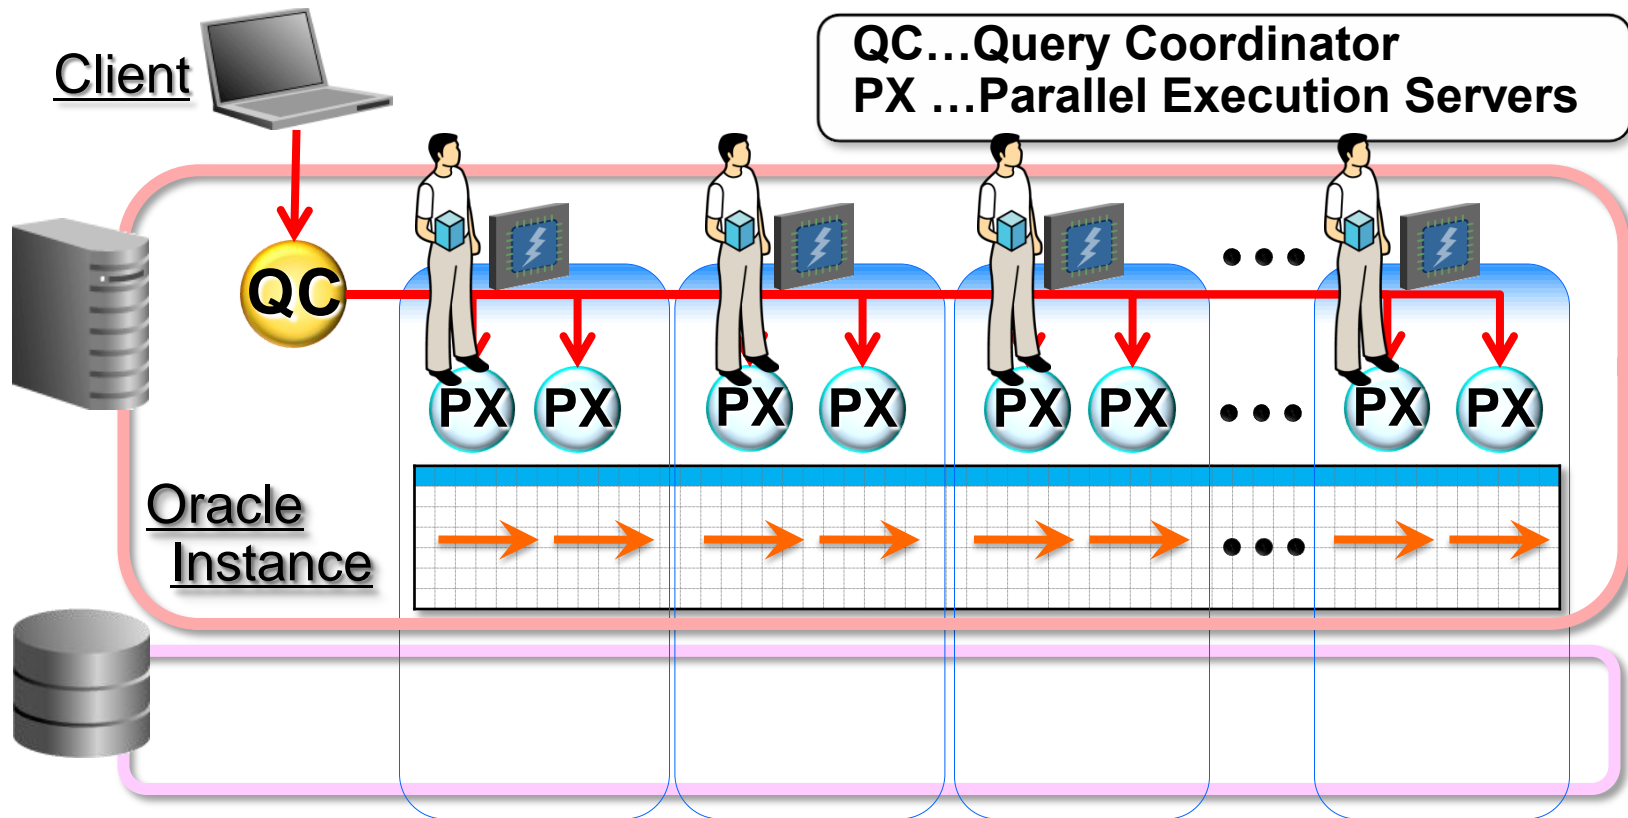 Client
QC...Query Coordinator
PX ...Parallel Execution Servers
QC
PX PX PX PX PX PX PX PX
Oracle
Instance